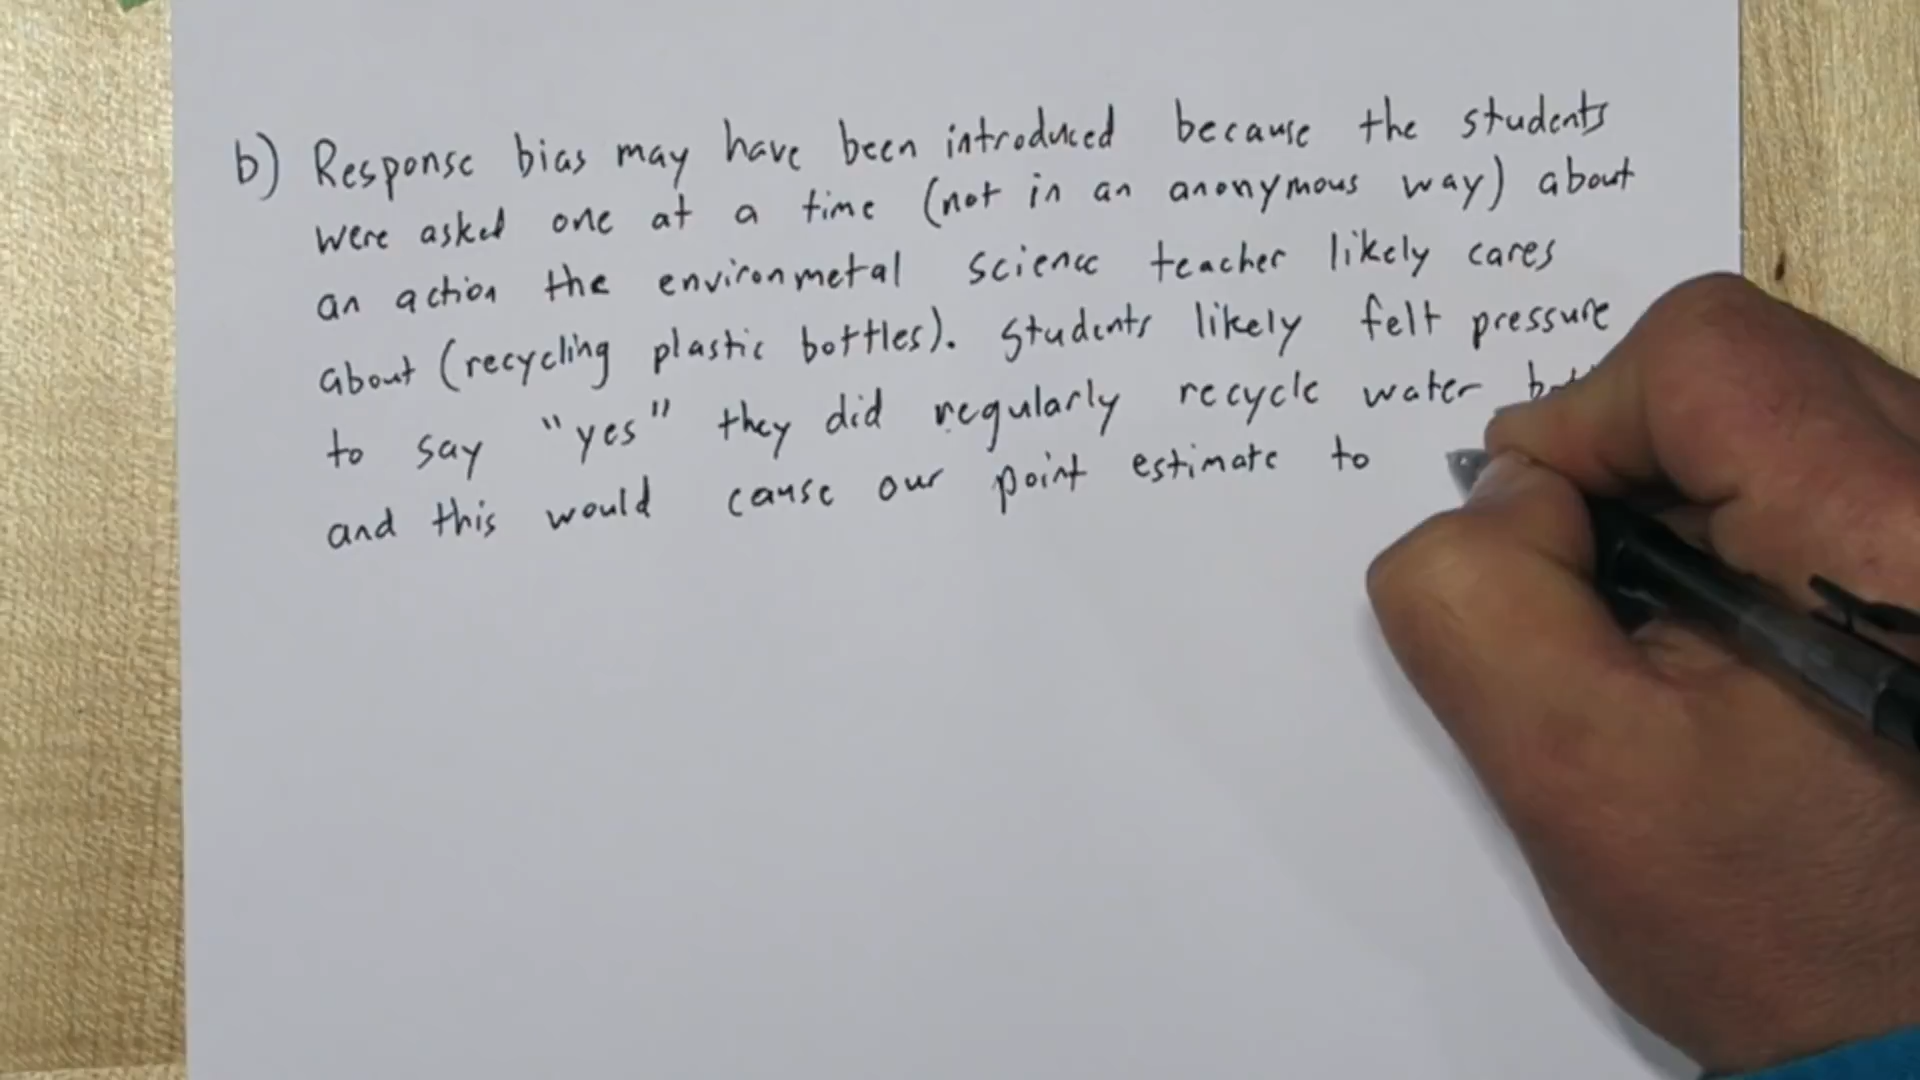 b) Response bias may have been introduced because the students
were asked one at a time (not in an anonymous way) about
an action the environmetal science teacher likely cares
about (recycling plastic bottles). Students likely felt pressure
to say "yes" they did regularly recycle water
and this would cause our point estimate to